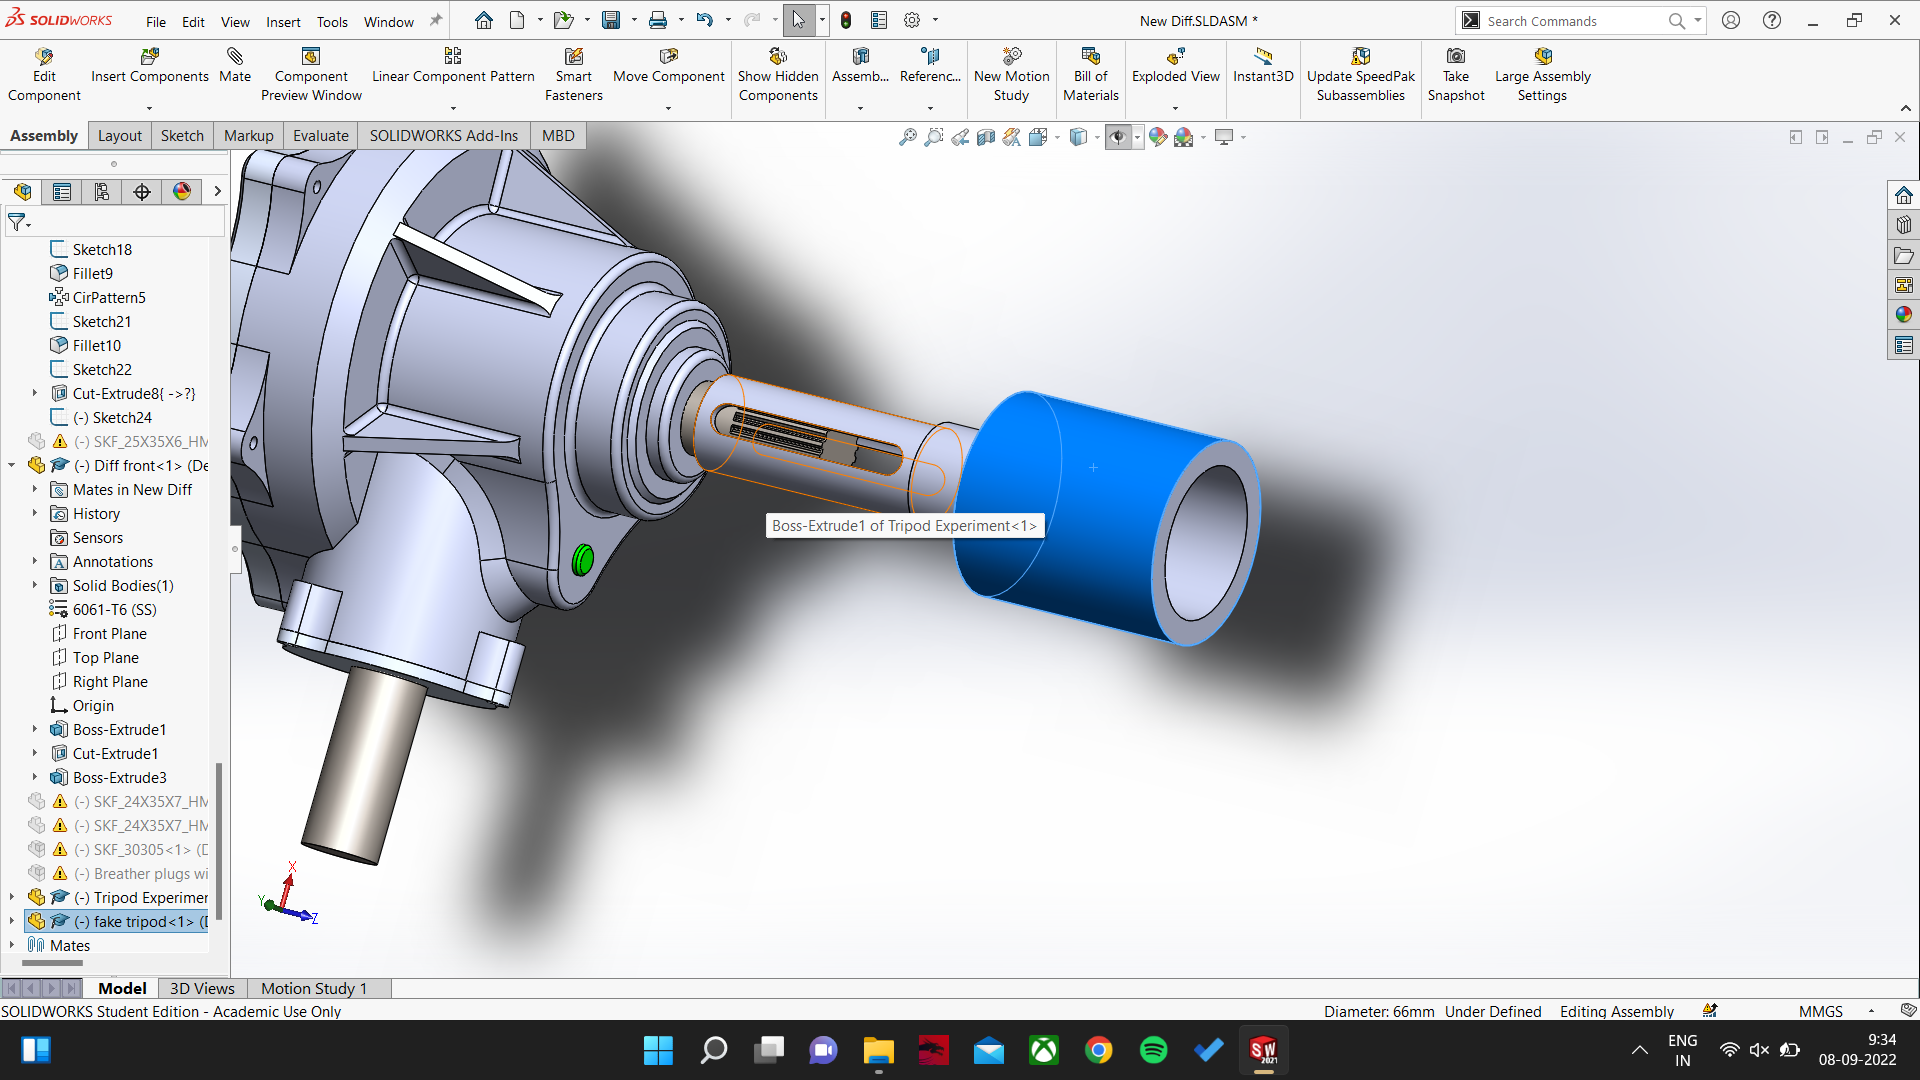 SOLIDWORKS File Edit View Insert Tools Window New Diff.SLDASM * Search Commands
Edit Component
Insert Components
Mate
Component Preview Window
Linear Component Pattern
Smart Fasteners
Move Component
Show Hidden Components
Assemb...
Referenc...
New Motion Study
Bill of Materials
Exploded View
Instant3D
Update SpeedPak Subassemblies
Take Snapshot
Large Assembly Settings
Assembly Layout Sketch Markup Evaluate SOLIDWORKS Add-Ins MBD
Sketch18
Fillet9
CirPattern5
Sketch21
Fillet10
Sketch22
Cut-Extrude8{ ->?}
(-) Sketch24
(-) SKF_25X35X6_HM
(-) Diff front<1> (De
Mates in New Diff
History
Sensors
Annotations
Solid Bodies(1)
6061-T6 (SS)
Front Plane
Top Plane
Right Plane
Origin
Boss-Extrude1
Cut-Extrude1
Boss-Extrude3
(-) SKF_24X35X7_HM
(-) SKF_24X35X7_HM
(-) SKF_30305<1> (D
(-) Breather plugs wi
(-) Tripod Experimer
(-) fake tripod<1> (D
Mates
Boss-Extrude1 of Tripod Experiment<1>
X
Y
Z
Model 3D Views Motion Study 1
SOLIDWORKS Student Edition - Academic Use Only Diameter: 66mm Under Defined Editing Assembly MMGS
SW
2021
ENG
IN
9:34
08-09-2022